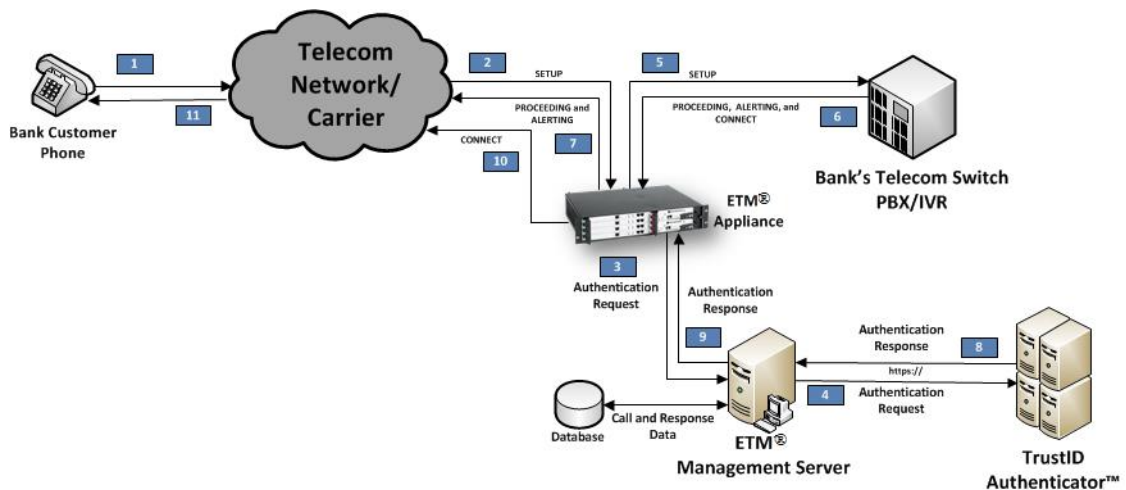 1
11
Bank Customer
Phone
Telecom
Network/
Carrier
2
SETUP
PROCEEDING and
ALERTING
7
CONNECT
10
5
SETUP
PROCEEDING, ALERTING, and
CONNECT
6
Bank's Telecom Switch
PBX/IVR
ETM®
Appliance
3
Authentication
Request
Authentication
Response
9
Authentication
Response
8
https://
4
Authentication
Request
Database
Call and Response
Data
ETM®
Management Server
TrustID
Authenticator™